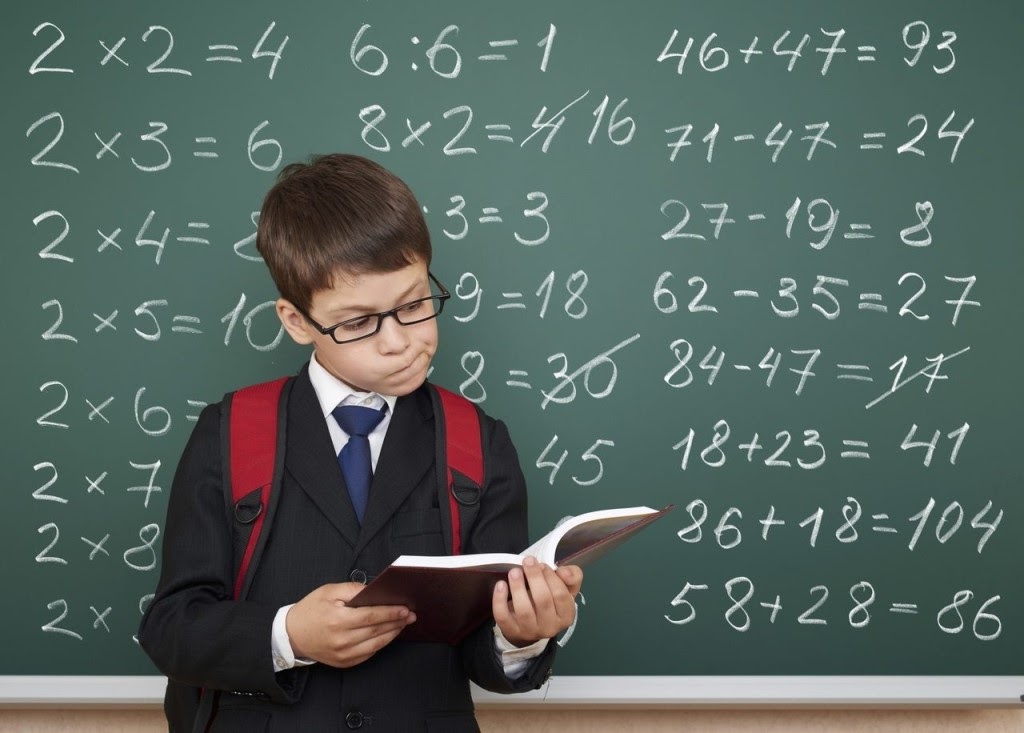 2 × 2 = 4
2 × 3 = 6
2 × 4 = 8
2 × 5 = 10
2 × 6 =
2 × 7
2 × 8
2 ×
6 : 6 = 1
8 × 2 = 4 16
: 3 = 3
9 = 18
8 = 30
45
46 + 47 = 93
71 - 47 = 24
27 - 19 = 8
62 - 35 = 27
84 - 47 = 17
18 + 23 = 41
86 + 18 = 104
58 + 28 = 86